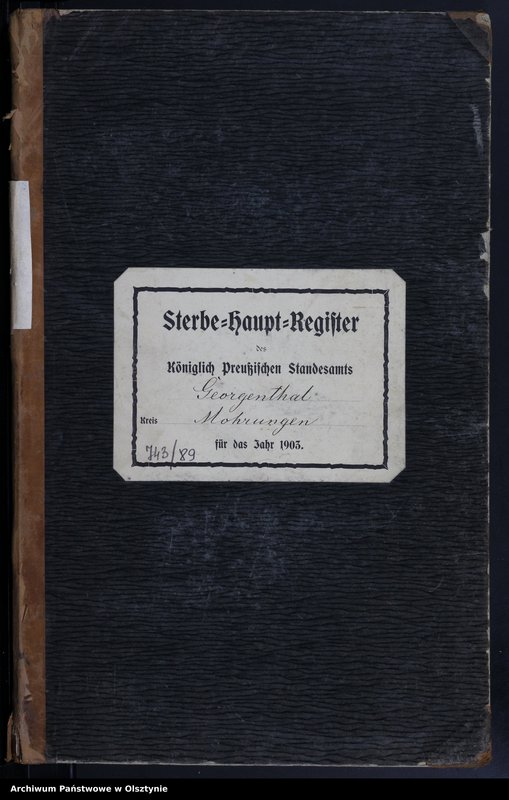 Sterbe-Haupt-Register
des
Königlich Preußischen Standesamts
Georgenthal
Kreis Mohrungen
für das Jahr 1903.
743/89
Archiwum Państwowe w Olsztynie